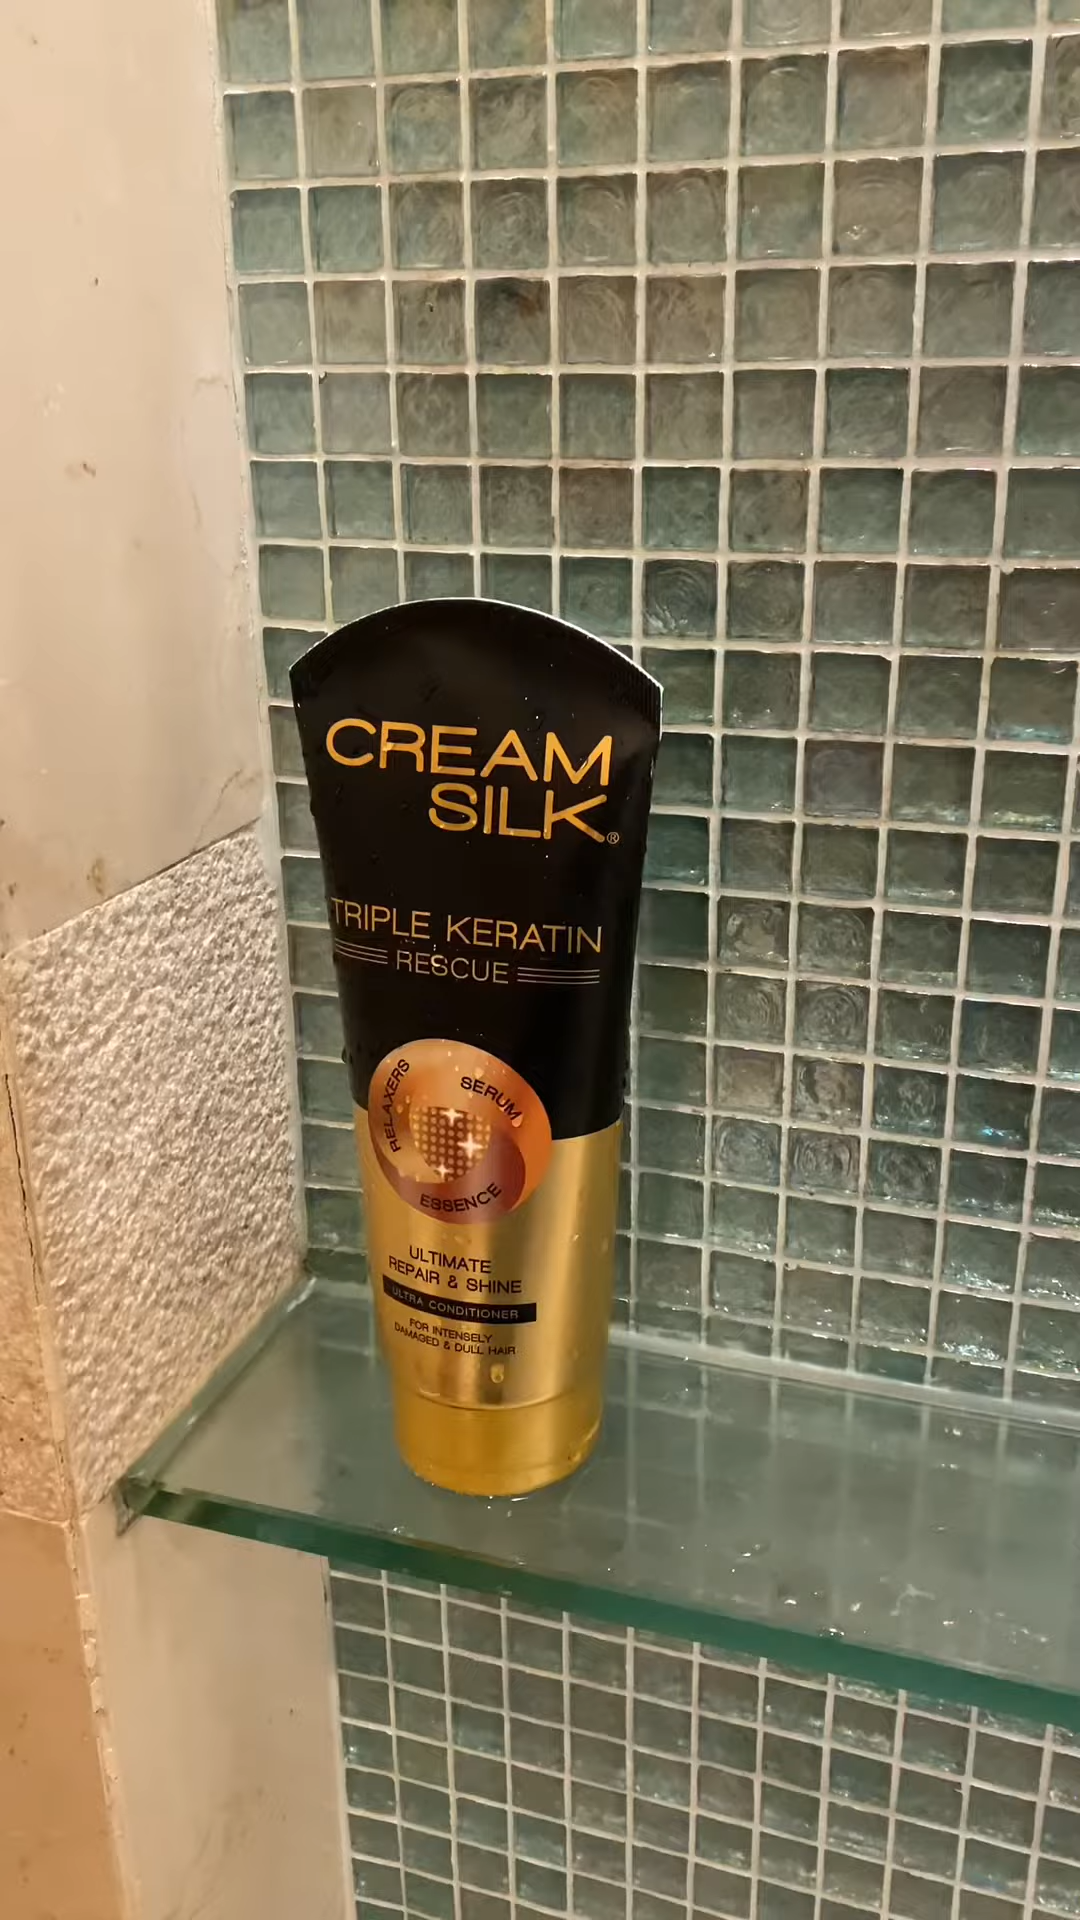 CREAM
SILK®
TRIPLE KERATIN
RESCUE
RELAXERS
SERUM
ESSENCE
ULTIMATE
REPAIR & SHINE
ULTRA CONDITIONER
FOR INTENSELY
DAMAGED & DULL HAIR